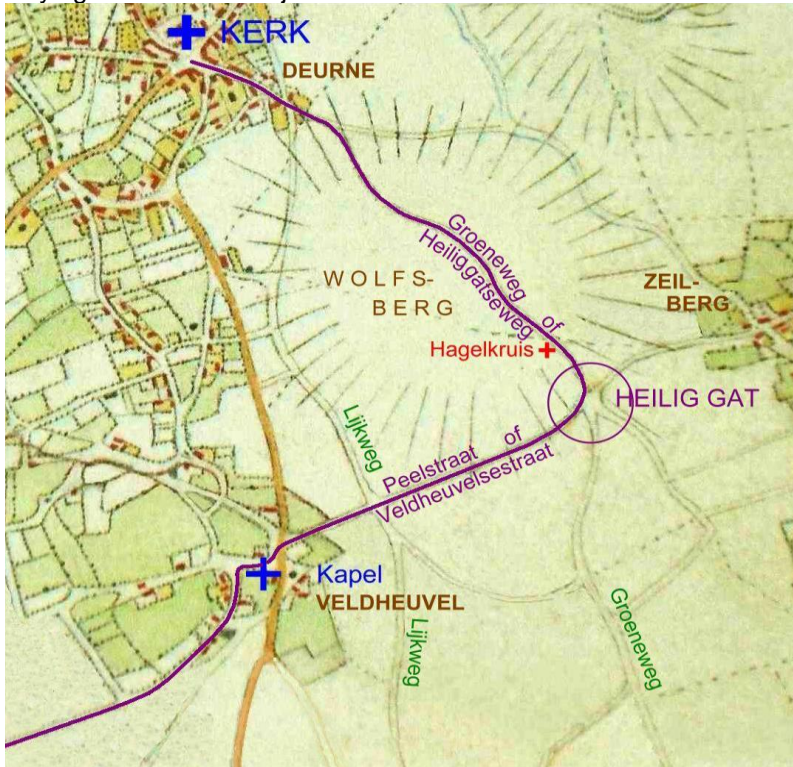 KERK
DEURNE
Groeneweg of
Heiliggatseweg
WOLFS-
BERG
ZEIL-
BERG
Hagelkruis
HEILIG GAT
Lijkweg
Peelstraat of
Veldheuvelsestraat
Kapel
VELDHEUVEL
Lijkweg
Groeneweg